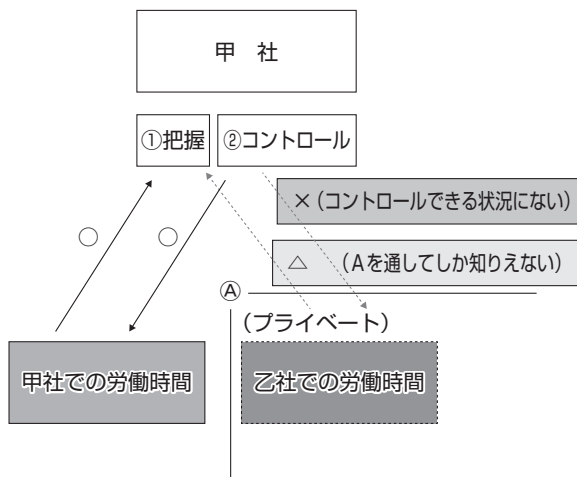 甲　社
①把握
②コントロール
×（コントロールできる状況にない）
○
○
△　（Aを通してしか知りえない）
Ⓐ
（プライベート）
甲社での労働時間
乙社での労働時間